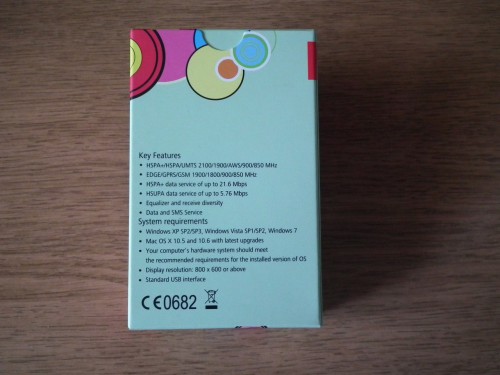 Key Features
• HSPA+/HSPA/UMTS 2100/1900/AWS/900/850 MHz
• EDGE/GPRS/GSM 1900/1800/900/850 MHz
• HSPA+ data service of up to 21.6 Mbps
• HSUPA data service of up to 5.76 Mbps
• Equalizer and receive diversity
• Data and SMS Service
System requirements
• Windows XP SP2/SP3, Windows Vista SP1/SP2, Windows 7
• Mac OS X 10.5 and 10.6 with latest upgrades
• Your computer's hardware system should meet
the recommended requirements for the installed version of OS
• Display resolution: 800 x 600 or above
• Standard USB interface
CE0682